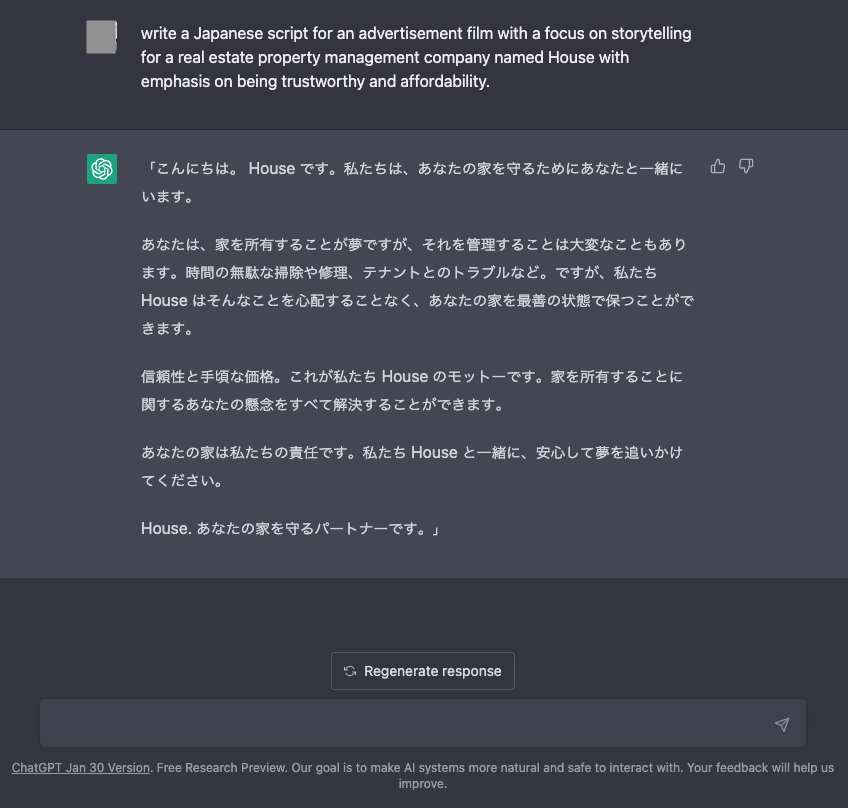 write a Japanese script for an advertisement film with a focus on storytelling
for a real estate property management company named House with
emphasis on being trustworthy and affordability.
「こんにちは。 House です。私たちは、あなたの家を守るためにあなたと一緒に
います。
あなたは、家を所有することが夢ですが、それを管理することは大変なこともあり
ます。時間の無駄な掃除や修理、テナントとのトラブルなど。ですが、私たち
House はそんなことを心配することなく、あなたの家を最善の状態で保つことがで
きます。
信頼性と手頃な価格。これが私たち House のモットーです。家を所有することに
関するあなたの懸念をすべて解決することができます。
あなたの家は私たちの責任です。私たち House と一緒に、安心して夢を追いかけ
てください。
House. あなたの家を守るパートナーです。」
Regenerate response
ChatGPT Jan 30 Version. Free Research Preview. Our goal is to make AI systems more natural and safe to interact with. Your feedback will help us
improve.